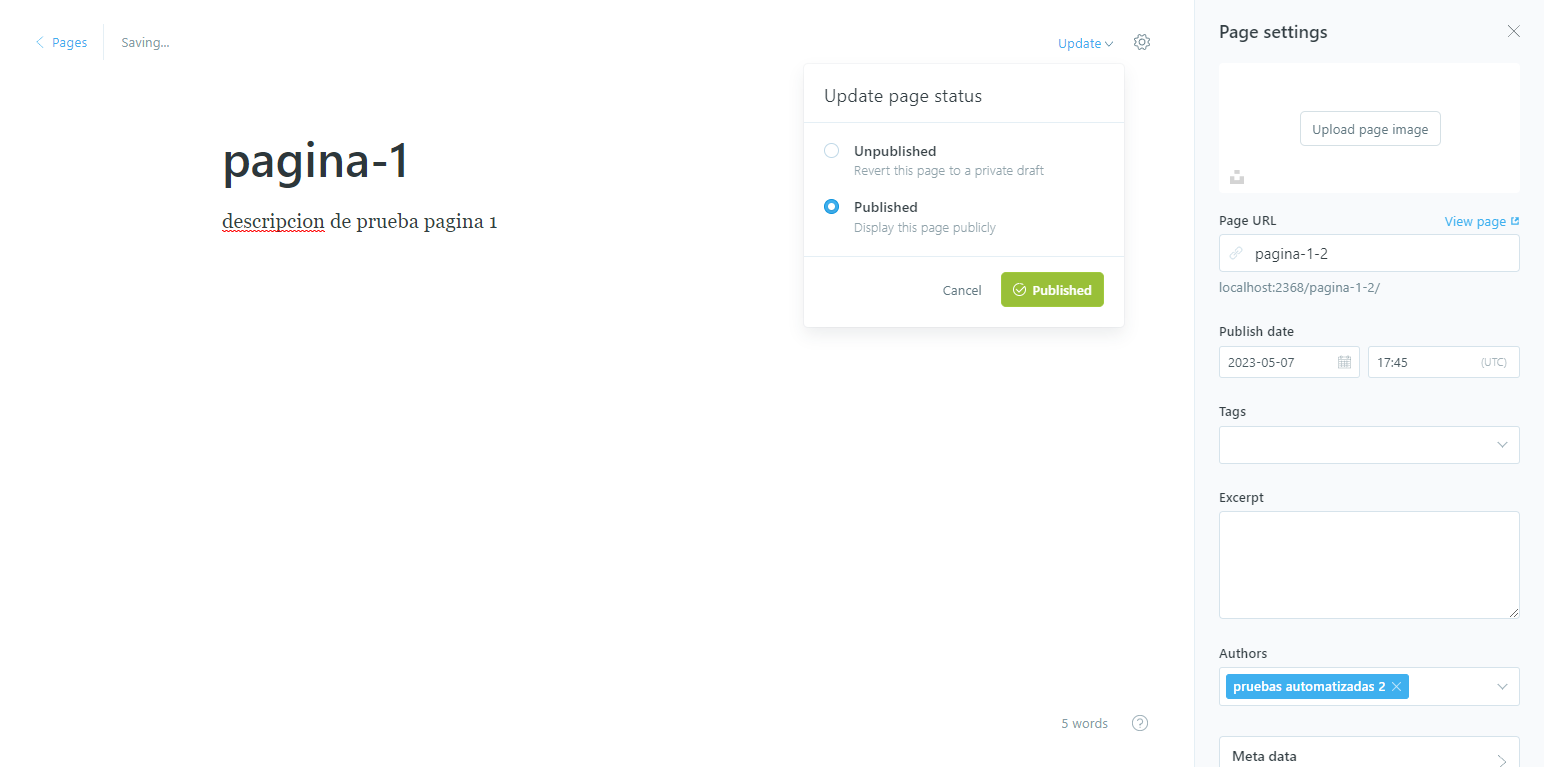 Pages
Saving...
Update
pagina-1
descripcion de prueba pagina 1
Update page status
Unpublished
Revert this page to a private draft
Published
Display this page publicly
Cancel
Published
5 words
Page settings
Upload page image
Page URL
View page
pagina-1-2
localhost:2368/pagina-1-2/
Publish date
2023-05-07
17:45
(UTC)
Tags
Excerpt
Authors
pruebas automatizadas 2
Meta data